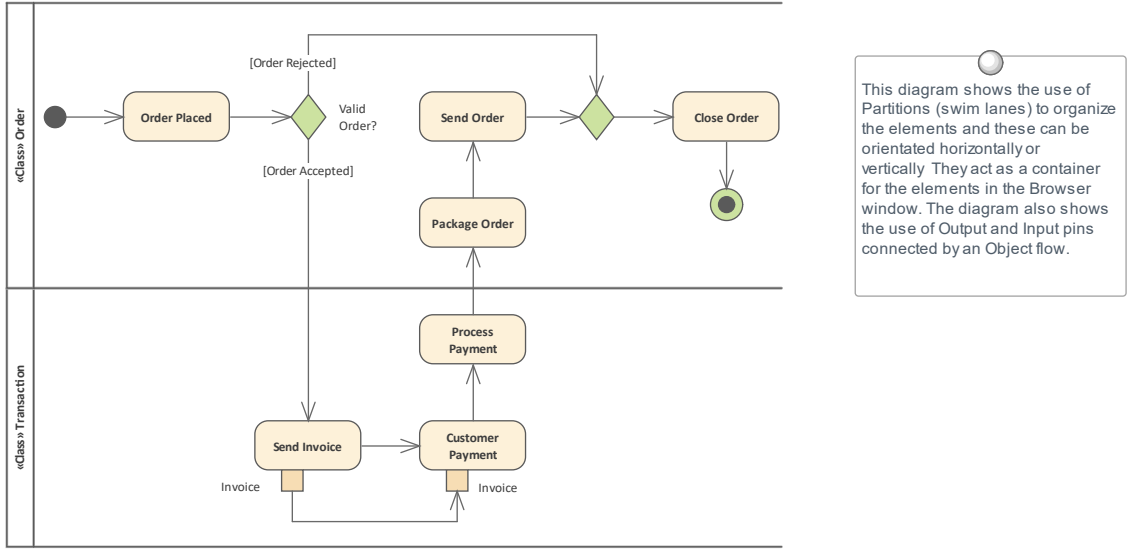 «Class» Order
[Order Rejected]
Order Placed
Valid
Order?
[Order Accepted]
Send Order
Close Order
Package Order
«Class» Transaction
Process
Payment
Send Invoice
Customer
Payment
Invoice
Invoice
This diagram shows the use of
Partitions (swim lanes) to organize
the elements and these can be
orientated horizontally or
vertically They act as a container
for the elements in the Browser
window. The diagram also shows
the use of Output and Input pins
connected by an Object flow.